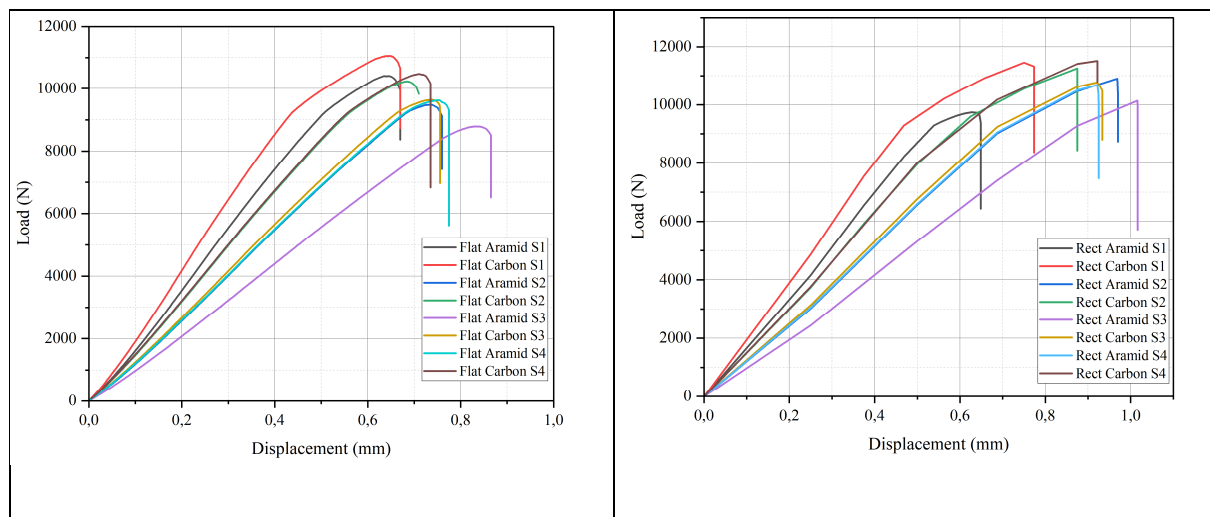 12000
10000
8000
6000
4000
2000
0
Load (N)
0,0 0,2 0,4 0,6 0,8 1,0
Displacement (mm)
Flat Aramid S1
Flat Carbon S1
Flat Aramid S2
Flat Carbon S2
Flat Aramid S3
Flat Carbon S3
Flat Aramid S4
Flat Carbon S4
12000
10000
8000
6000
4000
2000
0
Load (N)
0,0 0,2 0,4 0,6 0,8 1,0
Displacement (mm)
Rect Aramid S1
Rect Carbon S1
Rect Aramid S2
Rect Carbon S2
Rect Aramid S3
Rect Carbon S3
Rect Aramid S4
Rect Carbon S4